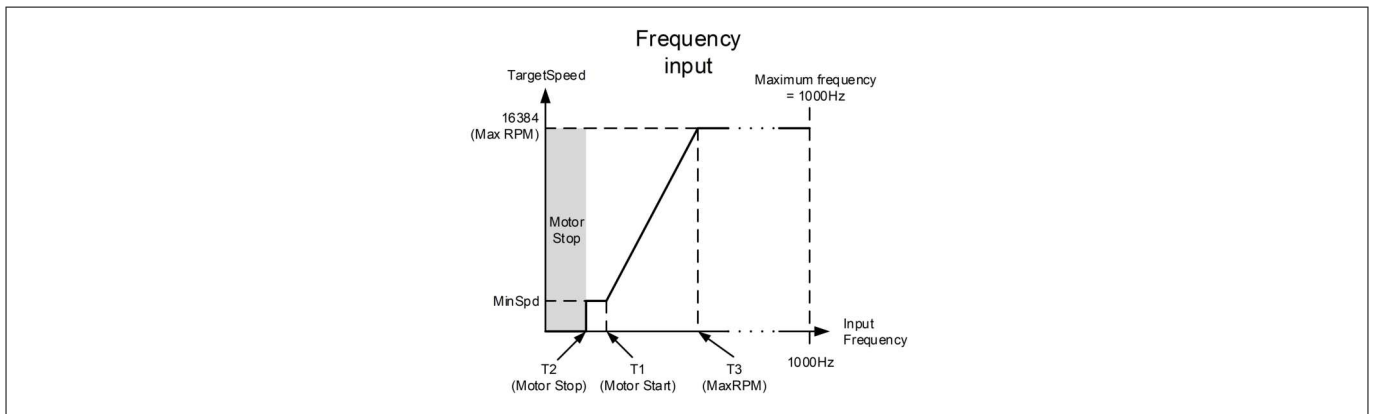 Frequency
input
TargetSpeed
Maximum frequency
= 1000Hz
16384
(Max RPM)
Motor
Stop
MinSpd
Input
Frequency
1000Hz
T2
(Motor Stop)
T1
(Motor Start)
T3
(MaxRPM)